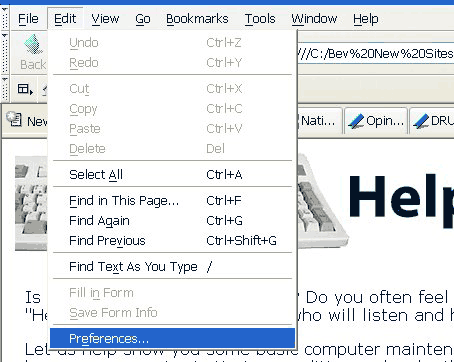 File Edit View Go Bookmarks Tools Window Help
Undo Ctrl+Z
Redo Ctrl+Y
Back
///C:/Bev%20New%20Sites
Cut Ctrl+X
Copy Ctrl+C
Paste Ctrl+V
New
Nati... Opin... DRU
Delete Del
Select All Ctrl+A
Find in This Page... Ctrl+F
Help
Find Again Ctrl+G
Find Previous Ctrl+Shift+G
Find Text As You Type /
Fill in Form
Is ? Do you often feel
Save Form Info
"He who will listen and h
Preferences...
Let us help show you some basic computer mainten